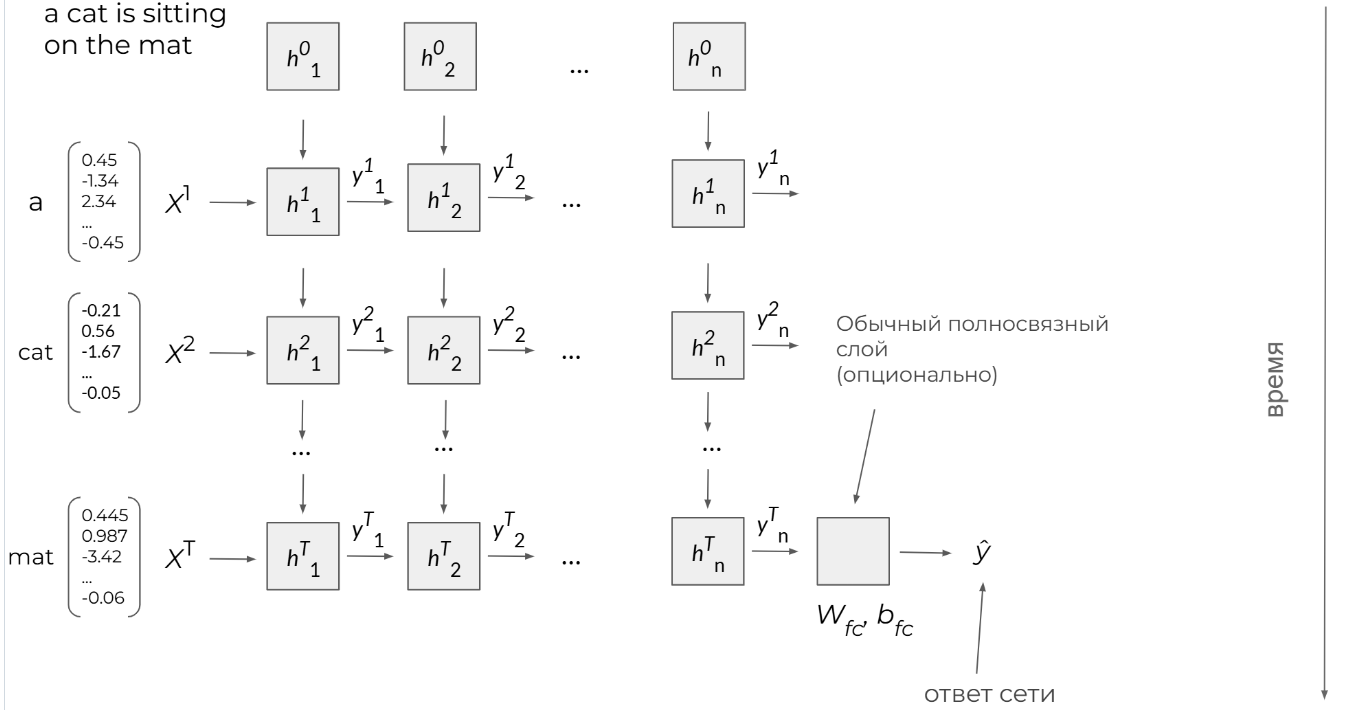 a cat is sitting
on the mat
h⁰₁ h⁰₂ ... h⁰ₙ
a
0.45
-1.34
2.34
...
-0.45
X¹ h¹₁ y¹₁ h¹₂ y¹₂ ... h¹ₙ y¹ₙ
cat
-0.21
0.56
-1.67
...
-0.05
X² h²₁ y²₁ h²₂ y²₂ ... h²ₙ y²ₙ
Обычный полносвязный
слой
(опционально)
... ... ...
mat
0.445
0.987
-3.42
...
-0.06
Xᵀ hᵀ₁ yᵀ₁ hᵀ₂ yᵀ₂ ... hᵀₙ yᵀₙ ŷ
W_fc, b_fc
ответ сети
время